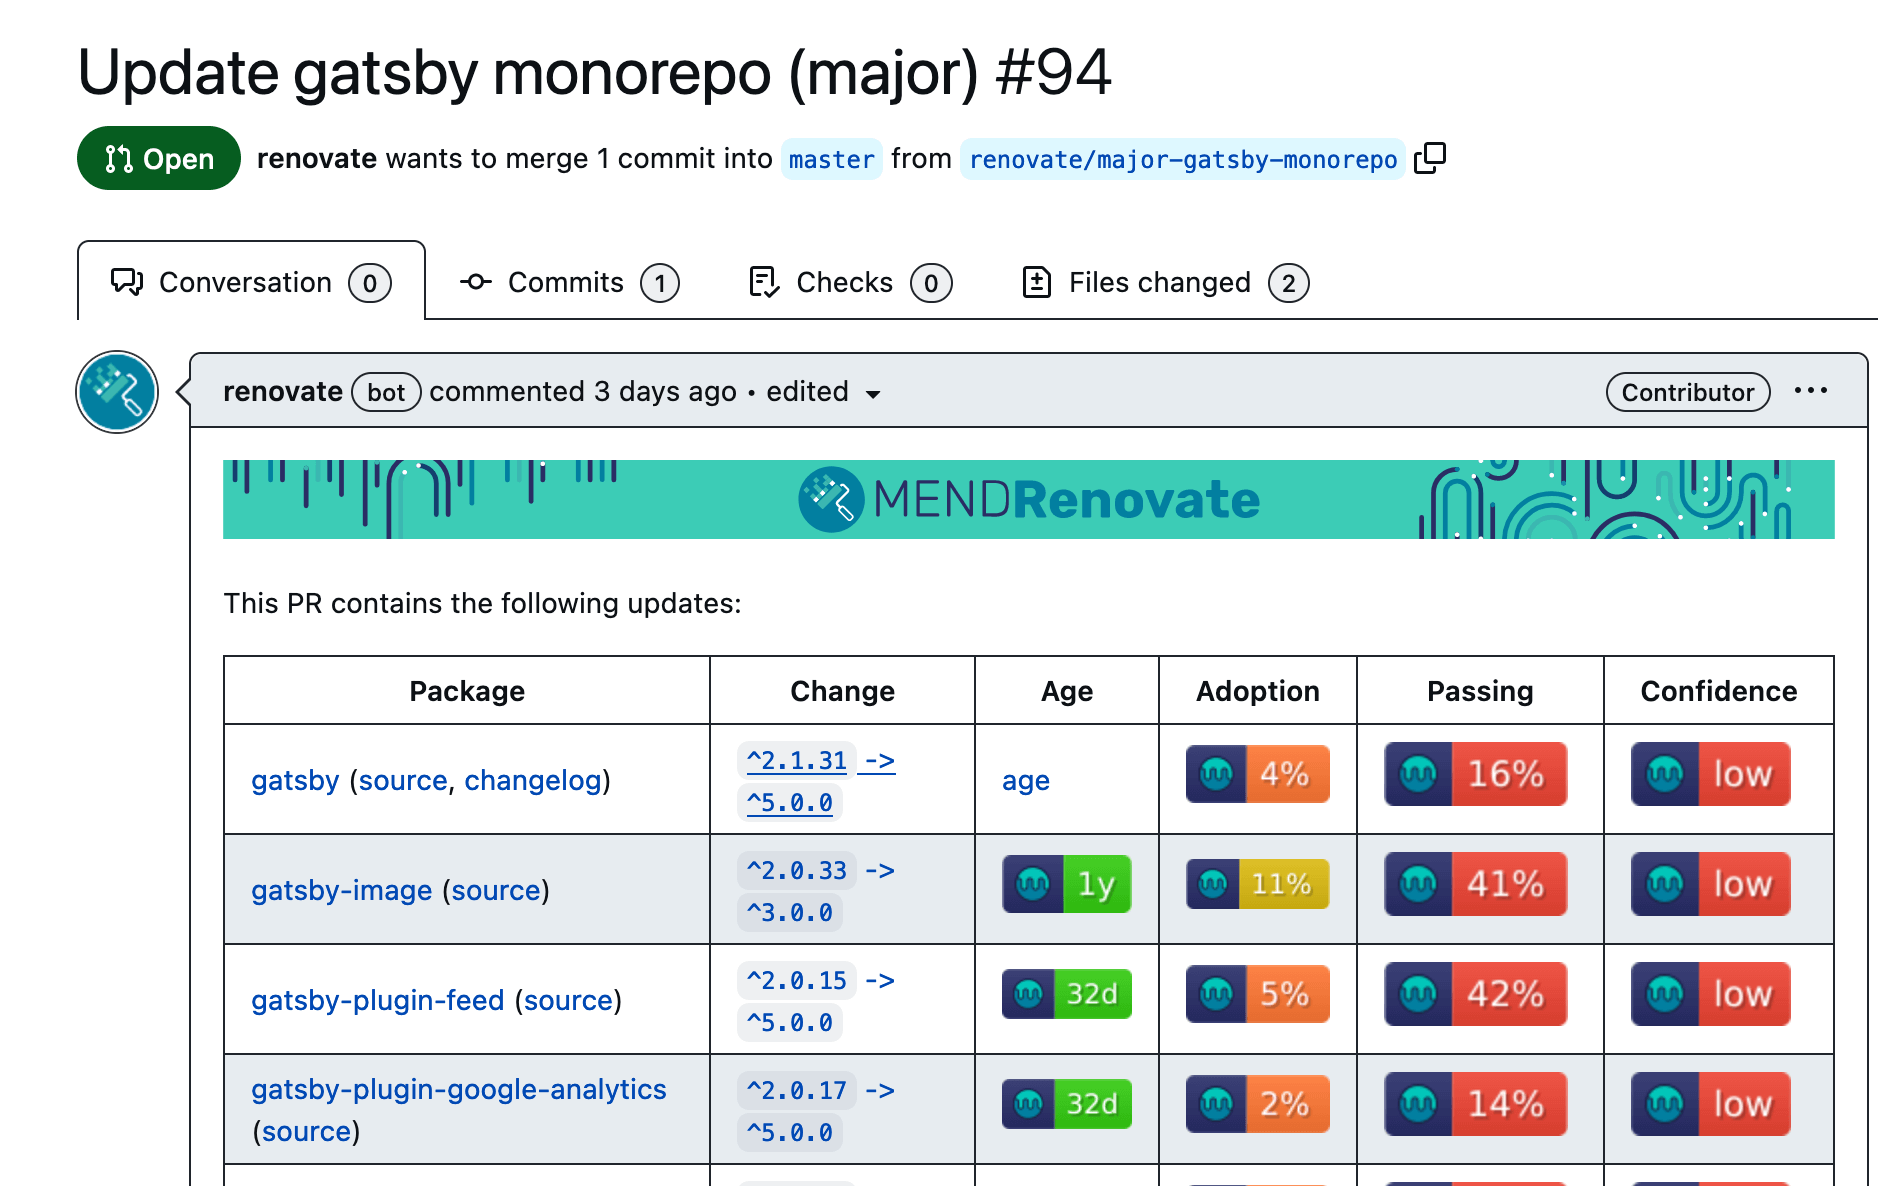 Update gatsby monorepo (major) #94
Open renovate wants to merge 1 commit into master from renovate/major-gatsby-monorepo
Conversation 0 Commits 1 Checks 0 Files changed 2
renovate bot commented 3 days ago • edited Contributor
MENDRenovate
This PR contains the following updates:
Package Change Age Adoption Passing Confidence
gatsby (source, changelog) ^2.1.31 -> age 4% 16% low
^5.0.0
gatsby-image (source) ^2.0.33 -> 1y 11% 41% low
^3.0.0
gatsby-plugin-feed (source) ^2.0.15 -> 32d 5% 42% low
^5.0.0
gatsby-plugin-google-analytics ^2.0.17 -> 32d 2% 14% low
(source) ^5.0.0